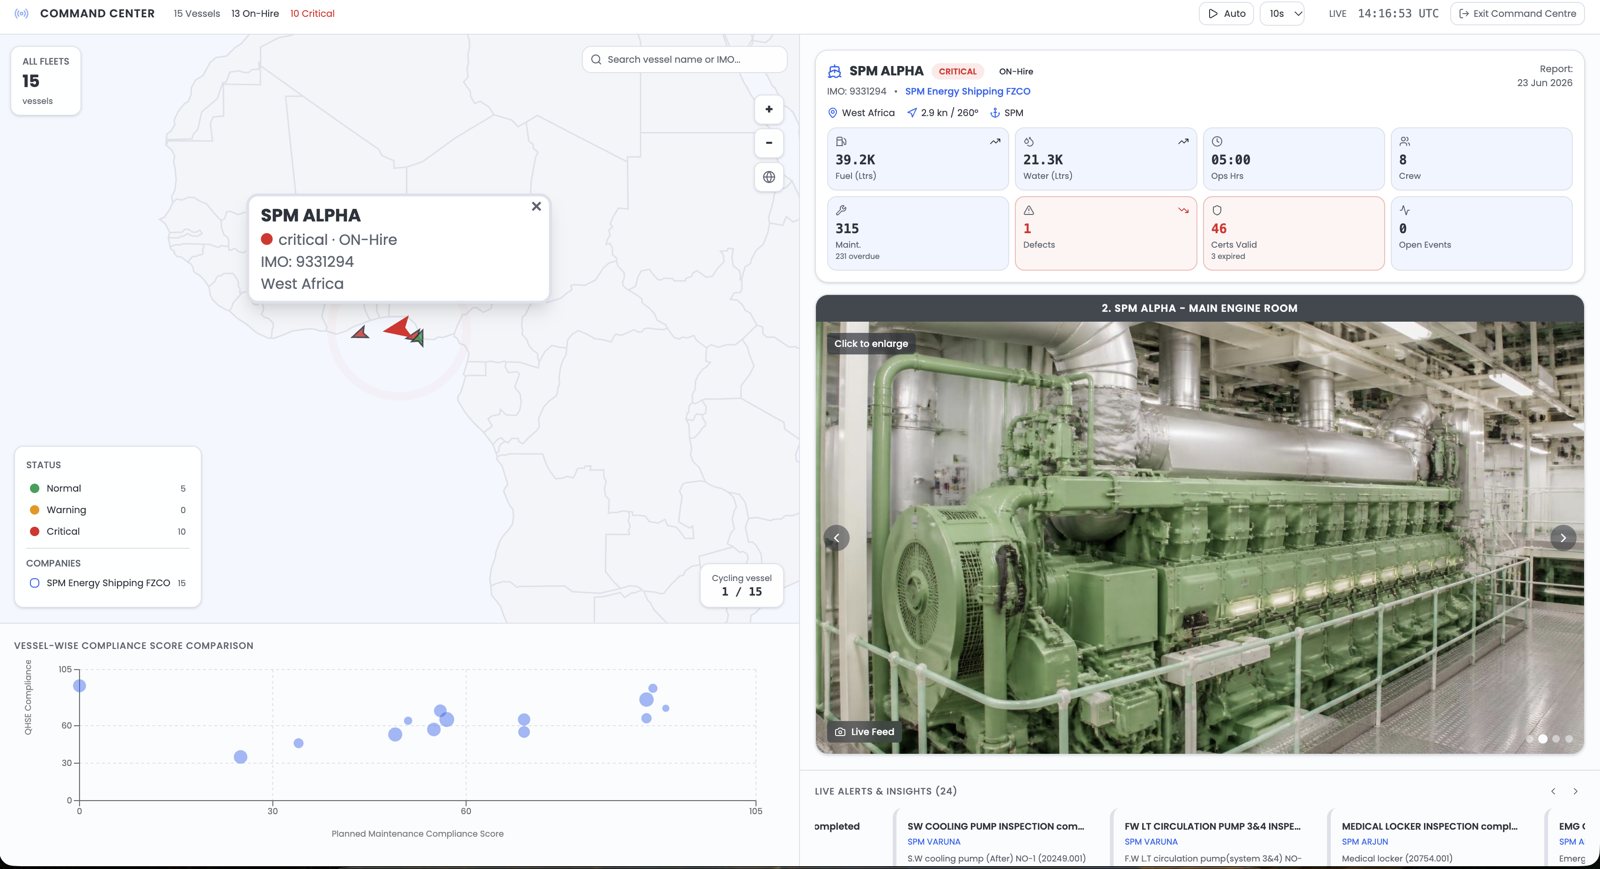 COMMAND CENTER
15 Vessels 13 On-Hire 10 Critical
Auto
10s
LIVE 14:16:53 UTC
Exit Command Centre
ALL FLEETS
15
vessels
Search vessel name or IMO...
+
-
SPM ALPHA
critical · ON-Hire
IMO: 9331294
West Africa
STATUS
Normal 5
Warning 0
Critical 10
COMPANIES
SPM Energy Shipping FZCO 15
Cycling vessel
1 / 15
VESSEL-WISE COMPLIANCE SCORE COMPARISON
QHSE Compliance
105
60
30
0
0 30 60 105
Planned Maintenance Compliance Score
SPM ALPHA CRITICAL ON-Hire
IMO: 9331294 • SPM Energy Shipping FZCO
West Africa 2.9 kn / 260° SPM
Report:
23 Jun 2026
39.2K
Fuel (Ltrs)
21.3K
Water (Ltrs)
05:00
Ops Hrs
8
Crew
315
Maint.
231 overdue
1
Defects
46
Certs Valid
3 expired
0
Open Events
2. SPM ALPHA - MAIN ENGINE ROOM
Click to enlarge
Live Feed
LIVE ALERTS & INSIGHTS (24)
ompleted
SW COOLING PUMP INSPECTION com...
SPM VARUNA
S.W cooling pump (After) NO-1 (20249.001)
FW LT CIRCULATION PUMP 3&4 INSPE...
SPM VARUNA
F.W L.T circulation pump(system 3&4) NO-
MEDICAL LOCKER INSPECTION compl...
SPM ARJUN
Medical locker (20754.001)
EMG
SPM A
Emerg